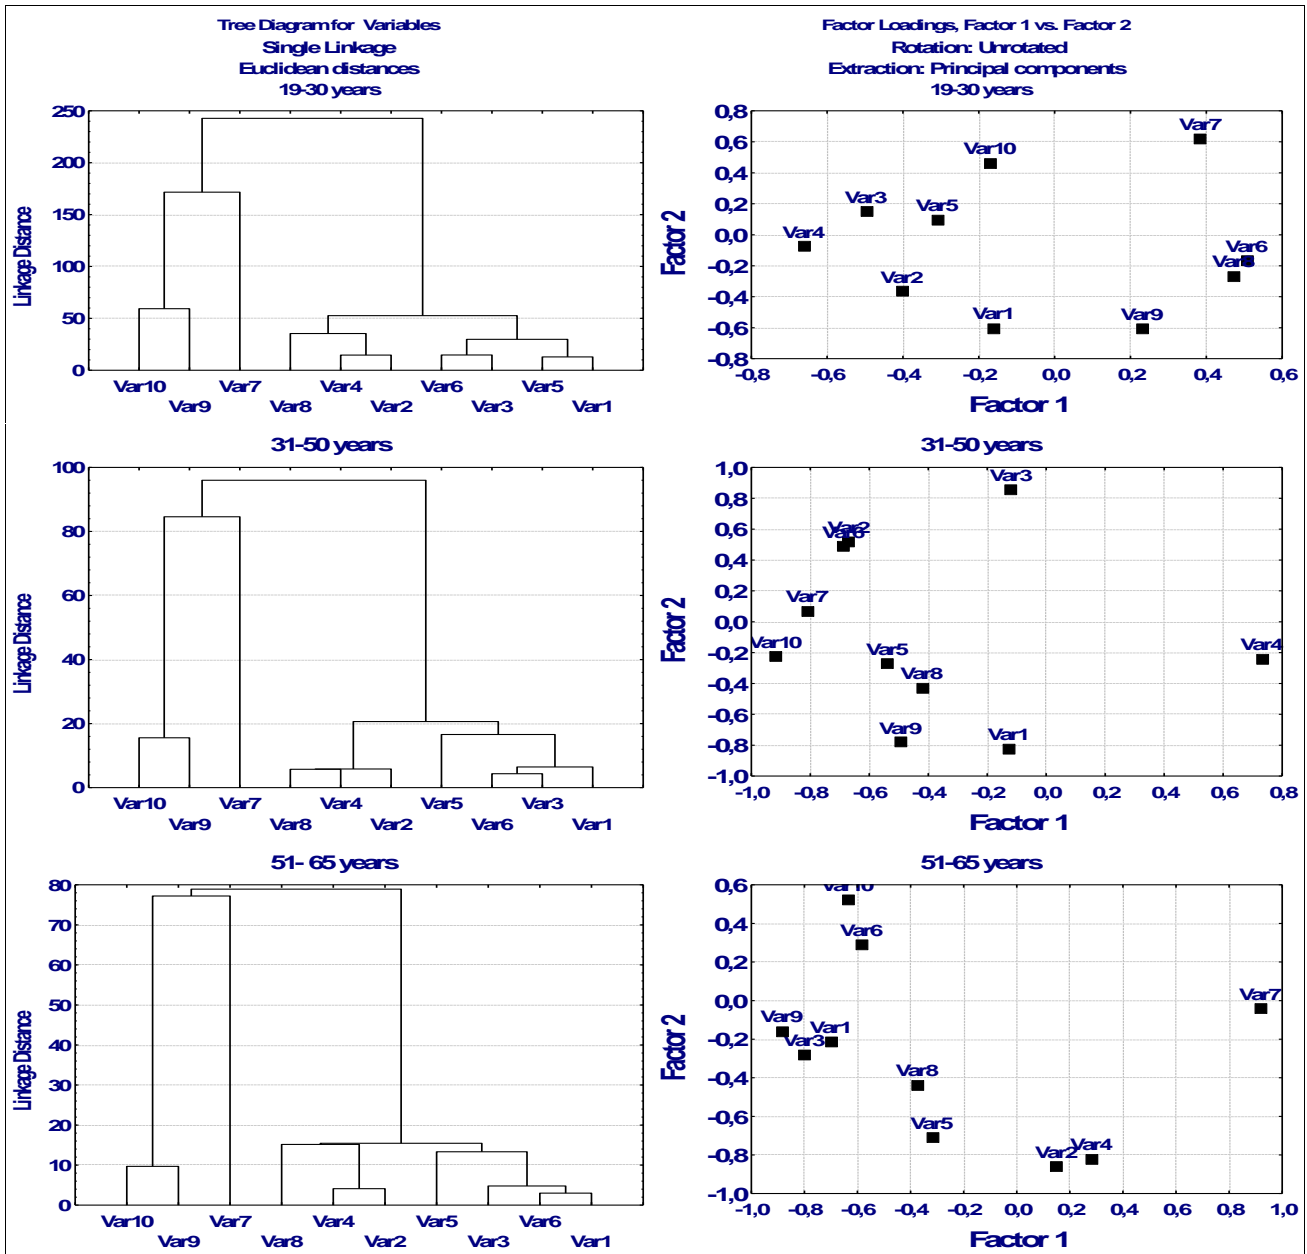 Tree Diagram for Variables
Single Linkage
Euclidean distances
19-30 years
250
200
150
100
50
0
Linkage Distance
Var10 Var7 Var4 Var6 Var5
Var9 Var8 Var2 Var3 Var1
Factor Loadings, Factor 1 vs. Factor 2
Rotation: Unrotated
Extraction: Principal components
19-30 years
0,8
0,6
0,4
0,2
0,0
-0,2
-0,4
-0,6
-0,8
Factor 2
Var7
Var10
Var3
Var5
Var4
Var6
Var8
Var2
Var1
Var9
-0,8 -0,6 -0,4 -0,2 0,0 0,2 0,4 0,6
Factor 1
31-50 years
100
80
60
40
20
0
Linkage Distance
Var10 Var7 Var4 Var5 Var3
Var9 Var8 Var2 Var6 Var1
31-50 years
1,0
0,8
0,6
0,4
0,2
0,0
-0,2
-0,4
-0,6
-0,8
-1,0
Factor 2
Var3
Var2
Var6
Var7
Var10
Var5
Var4
Var8
Var9
Var1
-1,0 -0,8 -0,6 -0,4 -0,2 0,0 0,2 0,4 0,6 0,8
Factor 1
51- 65 years
80
70
60
50
40
30
20
10
0
Linkage Distance
Var10 Var7 Var4 Var5 Var6
Var9 Var8 Var2 Var3 Var1
51-65 years
0,6
0,4
0,2
0,0
-0,2
-0,4
-0,6
-0,8
-1,0
Factor 2
Var10
Var6
Var7
Var9
Var1
Var3
Var8
Var5
Var2
Var4
-1,0 -0,8 -0,6 -0,4 -0,2 0,0 0,2 0,4 0,6 0,8 1,0
Factor 1